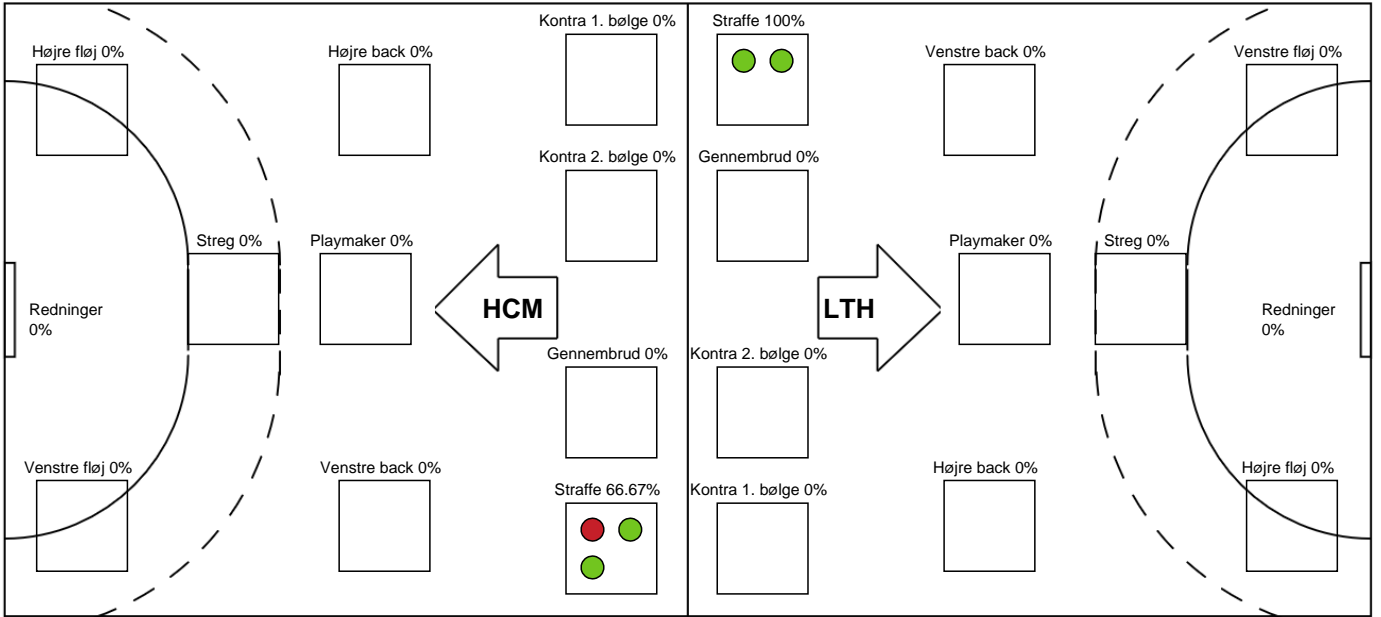 Kontra 1. bølge 0%
Straffe 100%
Højre fløj 0%
Højre back 0%
Venstre back 0%
Venstre fløj 0%
Kontra 2. bølge 0%
Gennembrud 0%
Streg 0%
Playmaker 0%
Playmaker 0%
Streg 0%
Redninger
0%
HCM
LTH
Redninger
0%
Gennembrud 0%
Kontra 2. bølge 0%
Venstre fløj 0%
Venstre back 0%
Højre back 0%
Højre fløj 0%
Straffe 66.67%
Kontra 1. bølge 0%